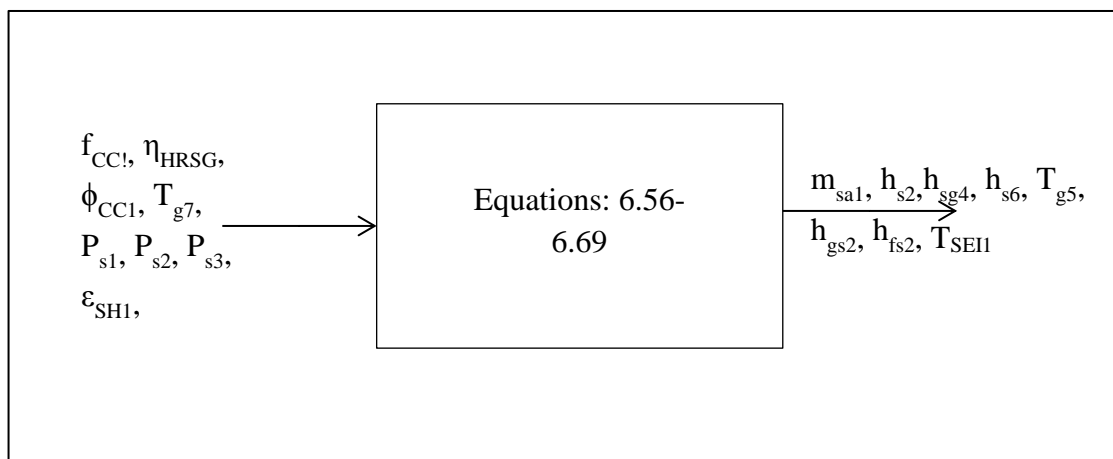 f_CC!, η_HRSG,
ϕ_CC1, T_g7,
P_s1, P_s2, P_s3,
ε_SH1,
Equations: 6.56-
6.69
m_sa1, h_s2,h_sg4, h_s6, T_g5,
h_gs2, h_fs2, T_SEI1